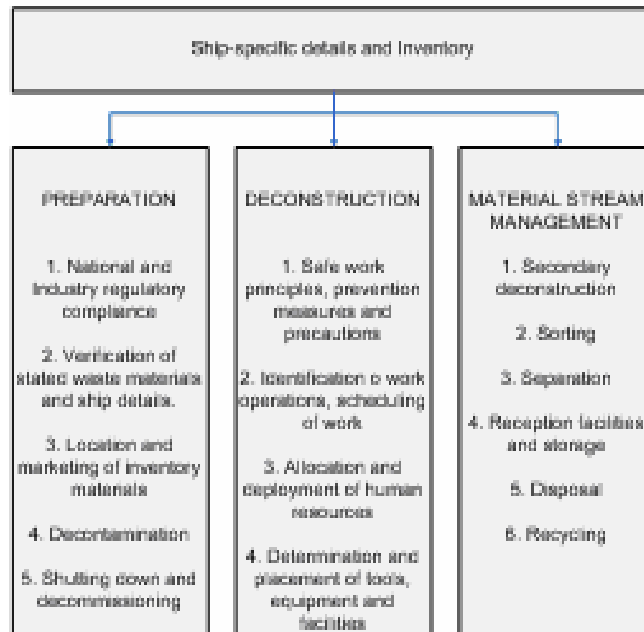 Ship-specific details and Inventory
PREPARATION
1. National and
Industry regulatory
compliance
2. Verification of
stated waste materials
and ship details.
3. Location and
marketing of inventory
materials
4. Decontamination
5. Shutting down and
decommissioning
DECONSTRUCTION
1. Safe work
principles, prevention
measures and
precautions
2. Identification o work
operations, scheduling
of work
3. Allocation and
deployment of human
resources
4. Determination and
placement of tools,
equipment and
facilities
MATERIAL STREAM
MANAGEMENT
1. Secondary
deconstruction
2. Sorting
3. Separation
4. Reception facilities
and storage
5. Disposal
6. Recycling